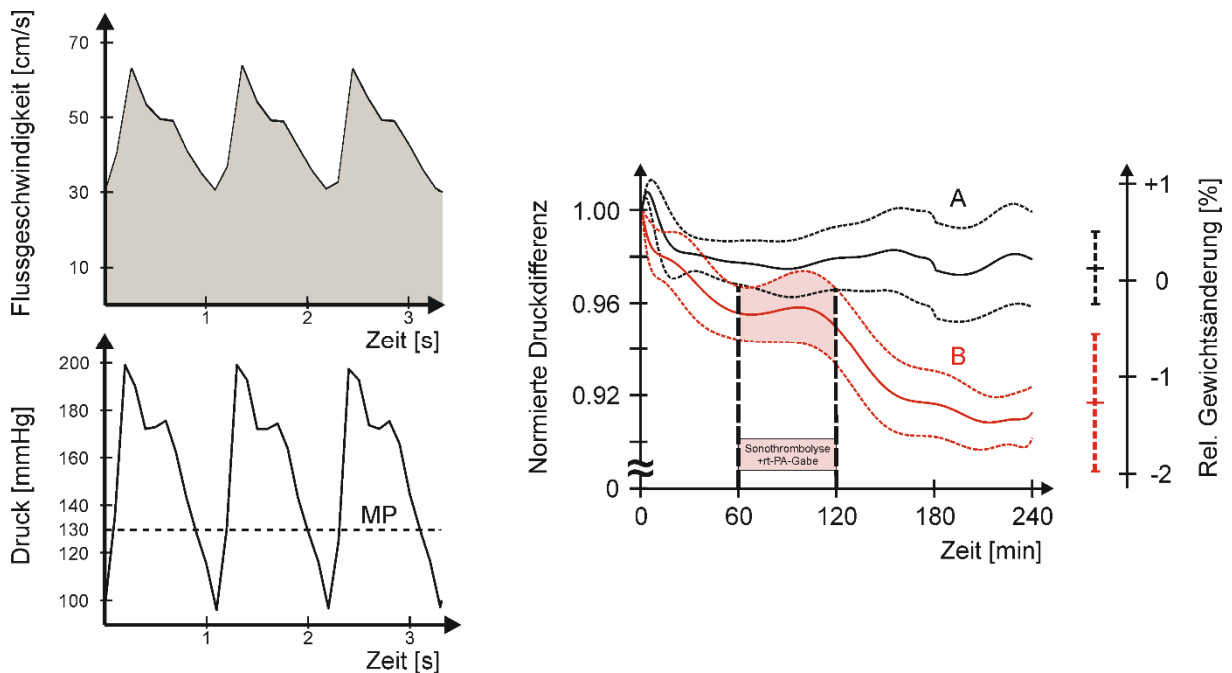 Flussgeschwindigkeit [cm/s]
70
50
30
10
1
2
3
Zeit [s]
Druck [mmHg]
200
180
160
140
130
120
100
MP
1
2
3
Zeit [s]
Normierte Druckdifferenz
1.00
0.96
0.92
0
A
B
Sonothrombolyse
+rt-PA-Gabe
0
60
120
180
240
Zeit [min]
+1
0
-1
-2
Rel. Gewichtsänderung [%]